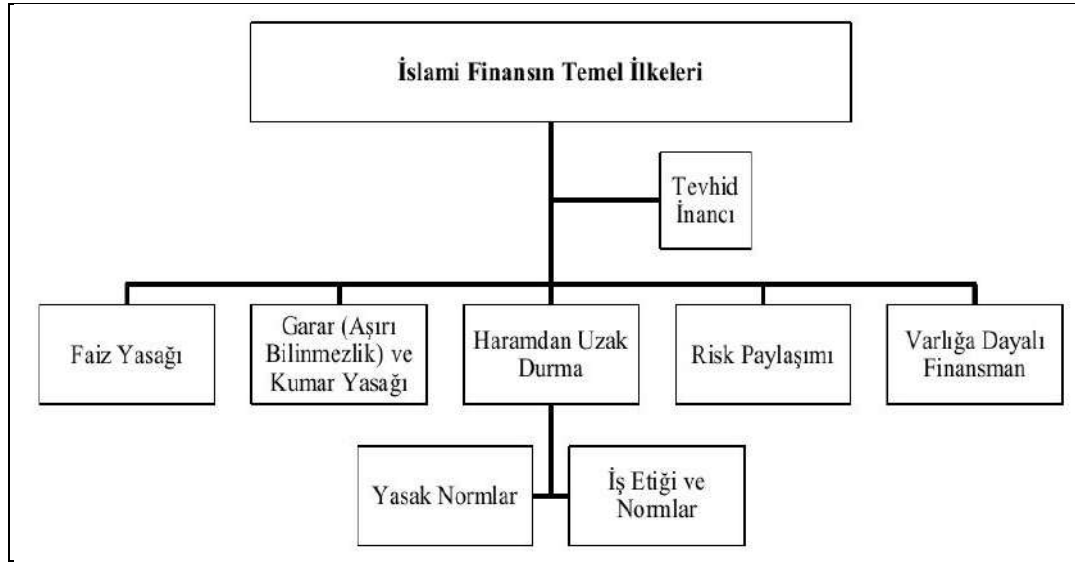 İslami Finansın Temel İlkeleri
Tevhid
İnancı
Faiz Yasağı
Garar (Aşırı
Bilinmezlik) ve
Kumar Yasağı
Haramdan Uzak
Durma
Risk Paylaşımı
Varlığa Dayalı
Finansman
Yasak Normlar
İş Etiği ve
Normlar